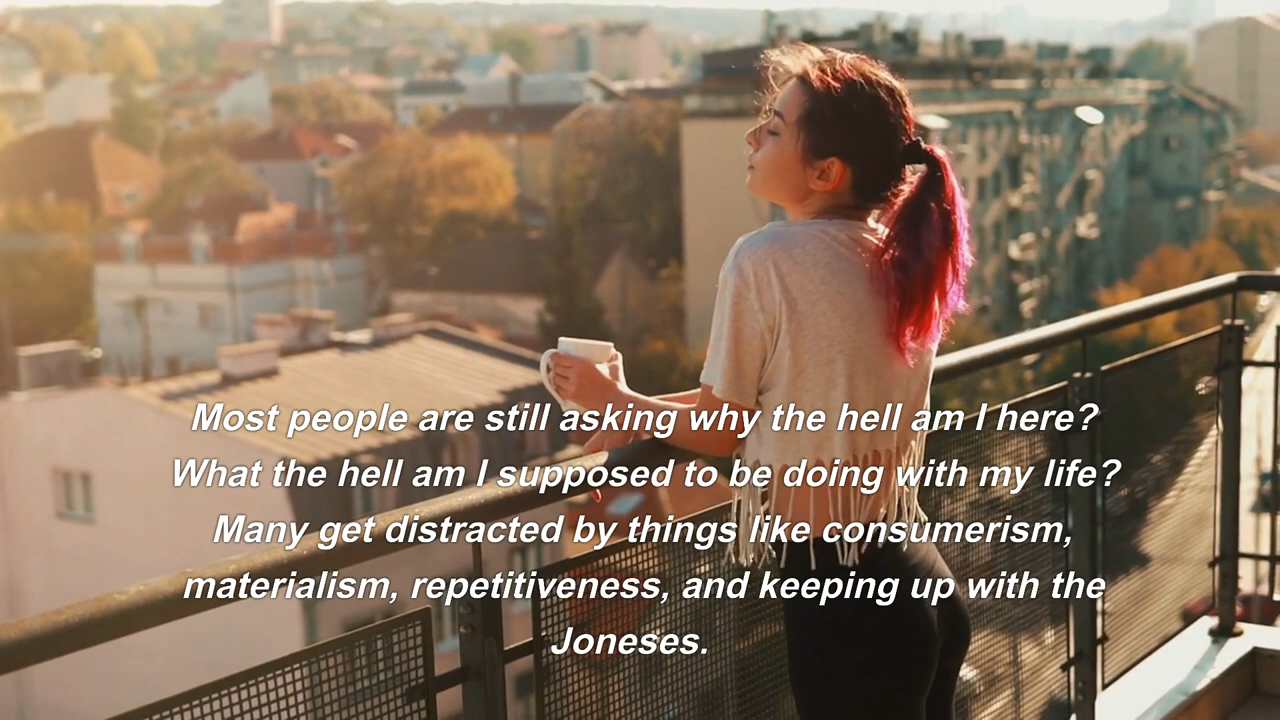 Most people are still asking why the hell am I here?
What the hell am I supposed to be doing with my life?
Many get distracted by things like consumerism,
materialism, repetitiveness, and keeping up with the
Joneses.